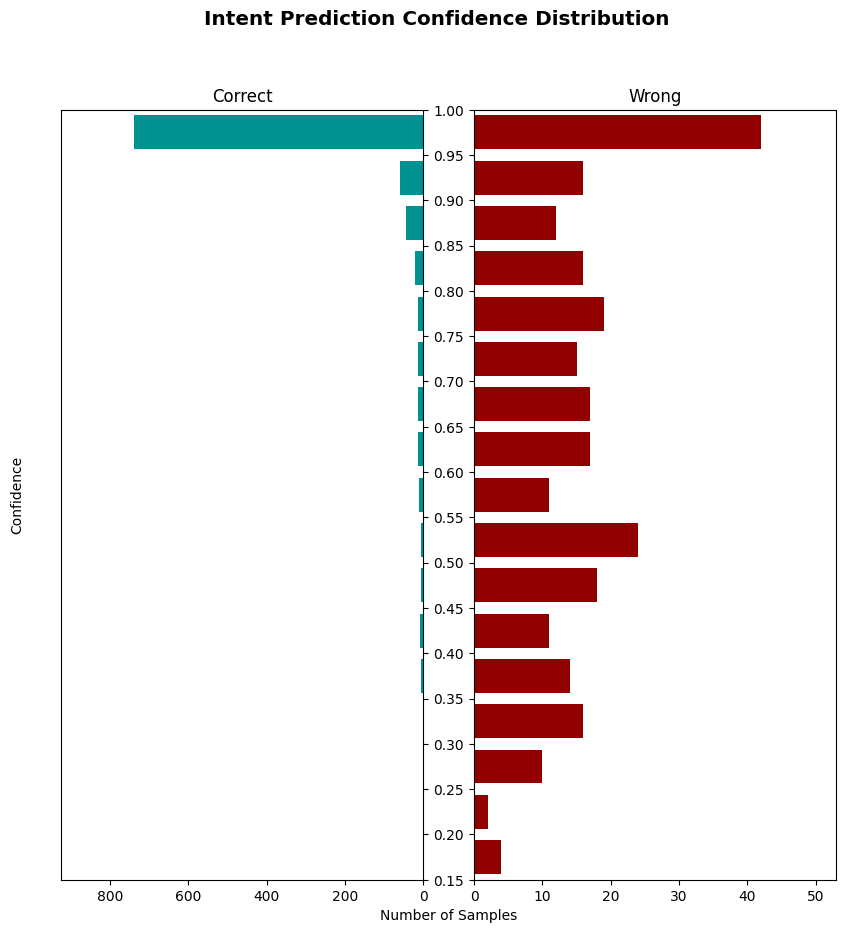 Intent Prediction Confidence Distribution
Correct
Wrong
1.00
0.95
0.90
0.85
0.80
0.75
0.70
0.65
0.60
0.55
0.50
0.45
0.40
0.35
0.30
0.25
0.20
0.15
Confidence
800 600 400 200 0
0 10 20 30 40 50
Number of Samples